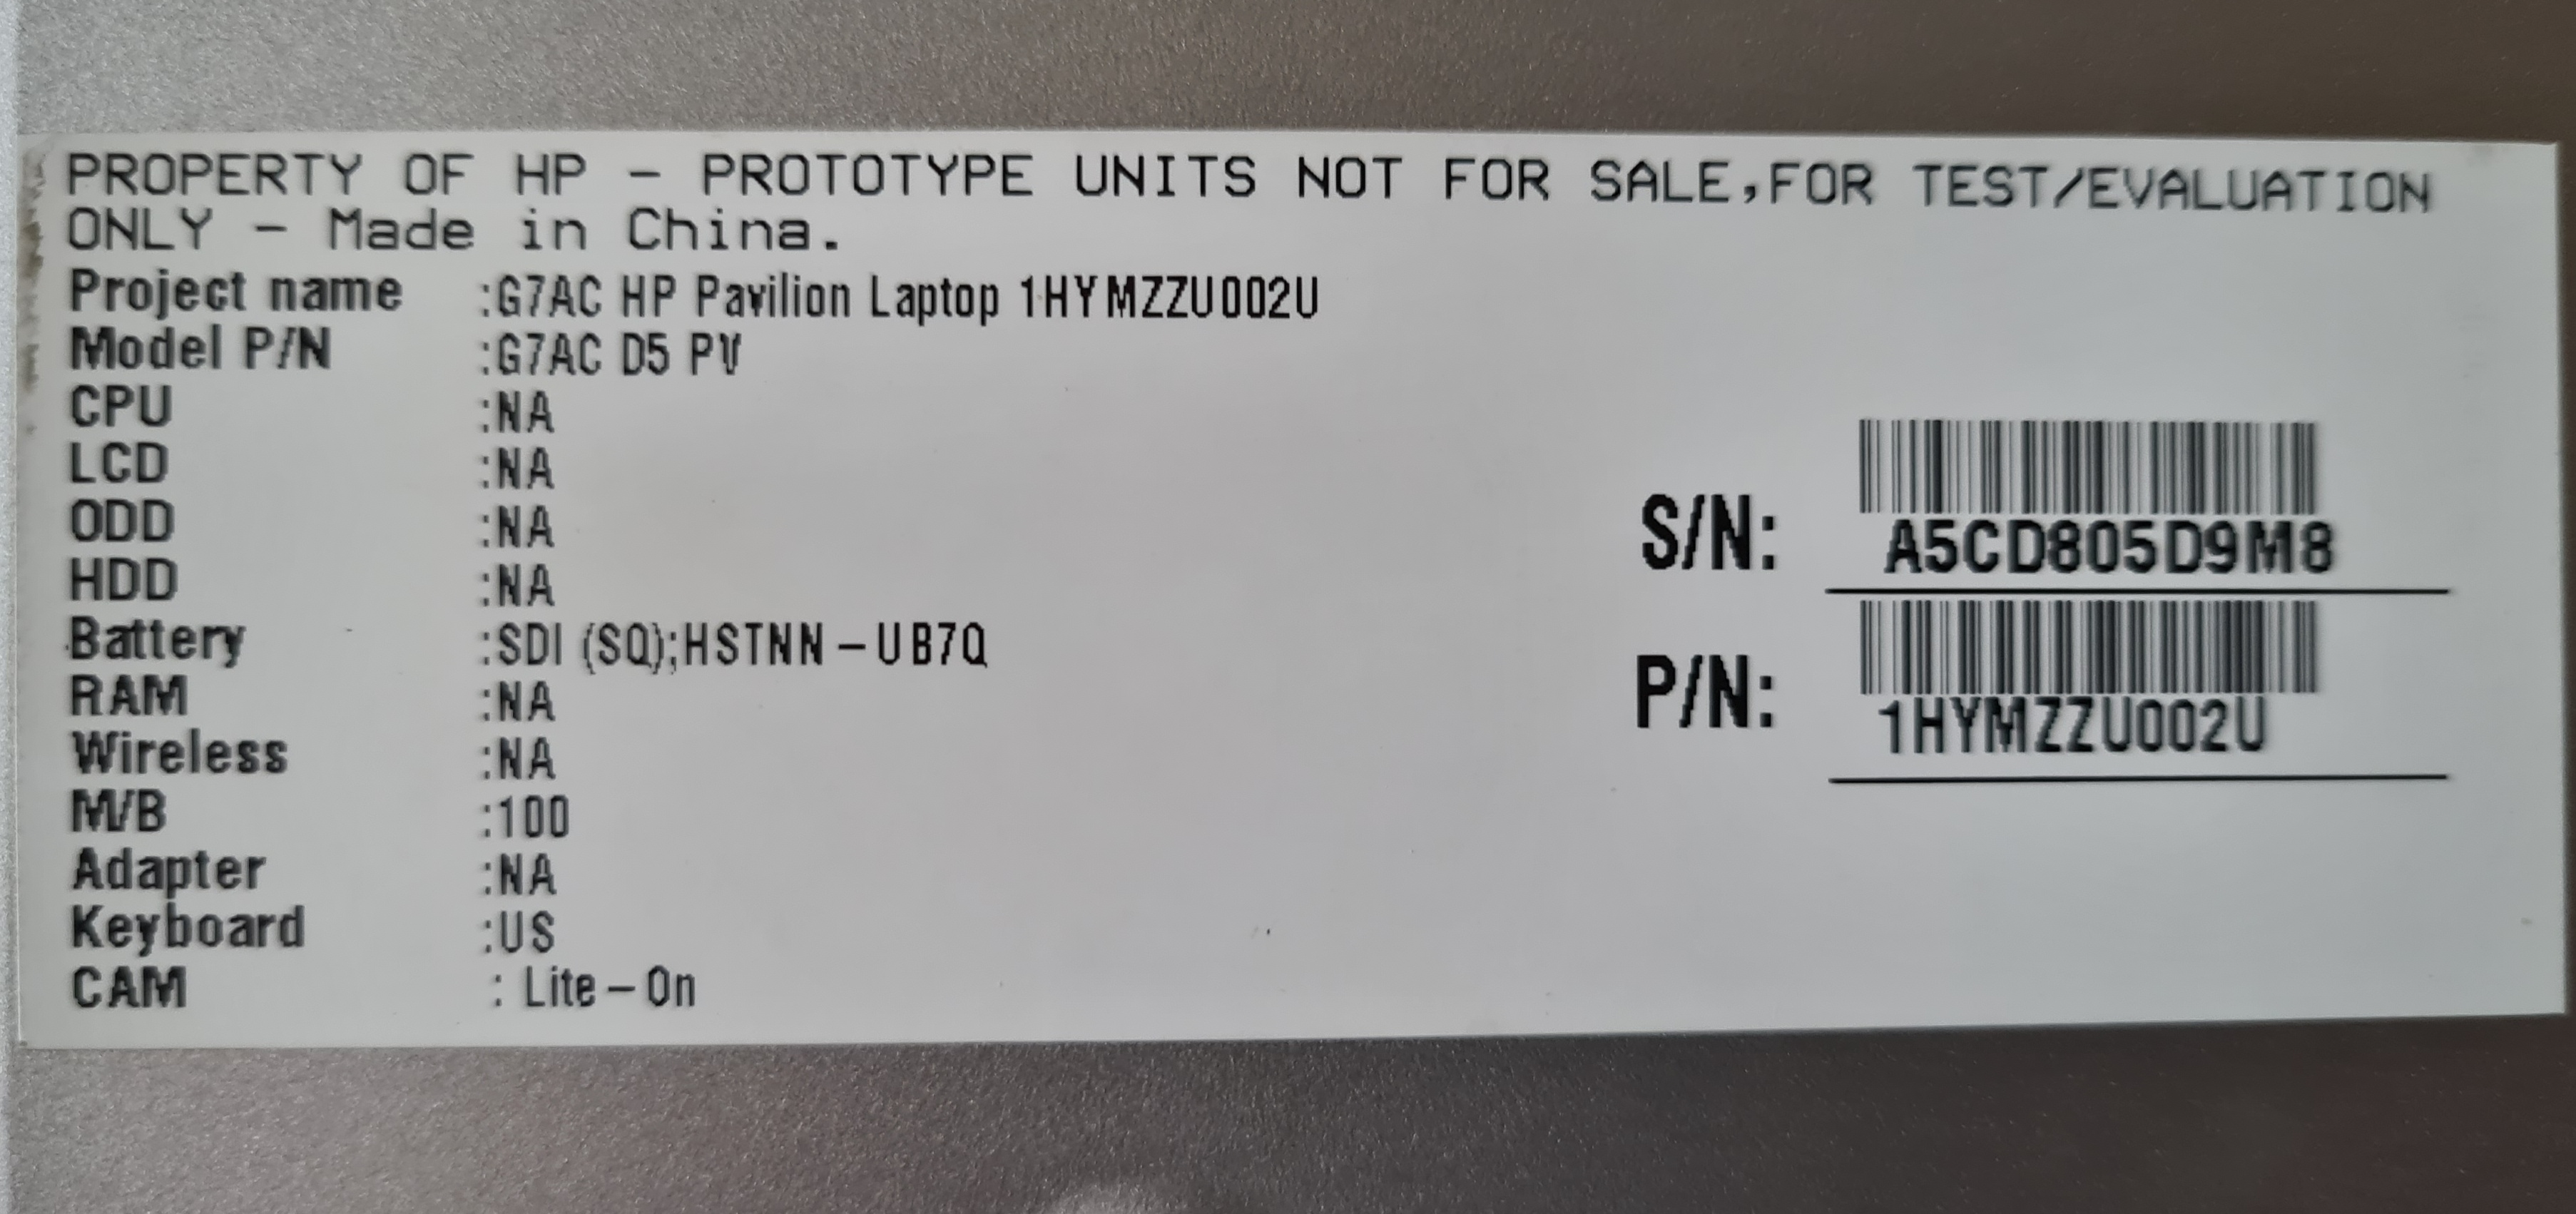 PROPERTY OF HP - PROTOTYPE UNITS NOT FOR SALE,FOR TEST/EVALUATION
ONLY - Made in China.
Project name :G7AC HP Pavilion Laptop 1HYMZZU002U
Model P/N :G7AC D5 PV
CPU :NA
LCD :NA
ODD :NA
HDD :NA
Battery :SDI (SQ);HSTNN-UB7Q
RAM :NA
Wireless :NA
M/B :100
Adapter :NA
Keyboard :US
CAM : Lite-On
S/N: A5CD805D9M8
P/N: 1HYMZZU002U